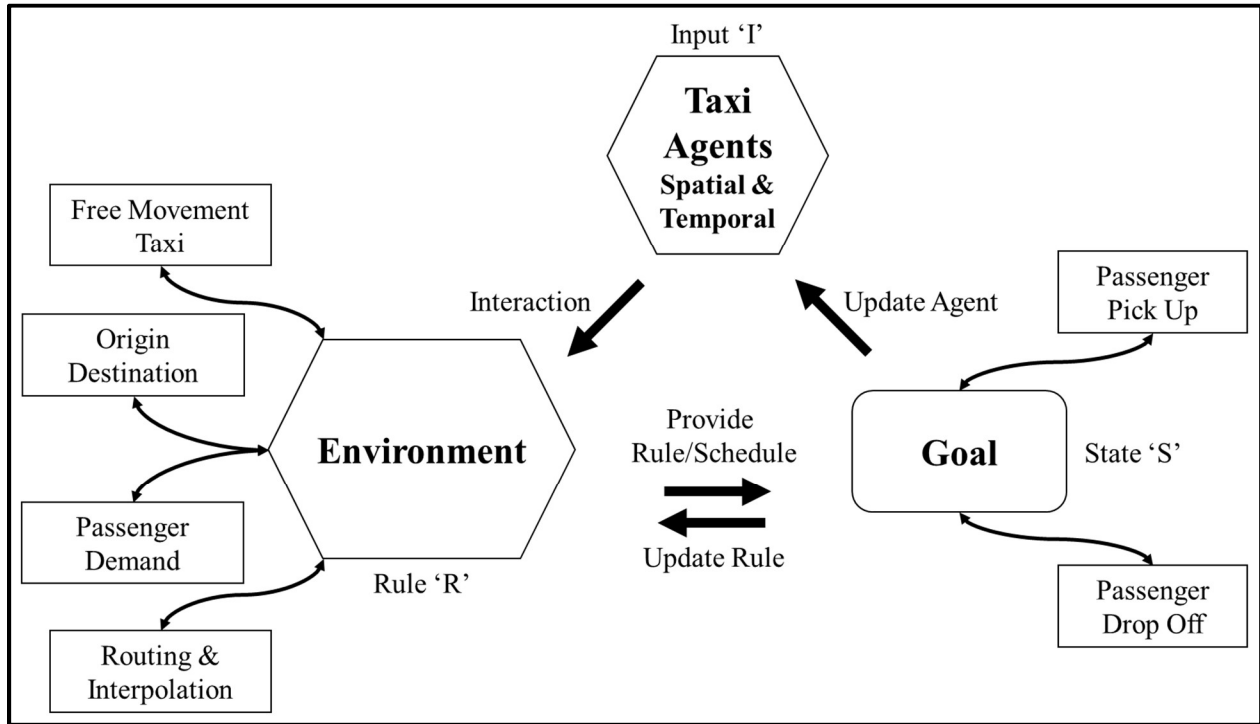 Input ‘I’
Taxi
Agents
Spatial &
Temporal
Free Movement
Taxi
Origin
Destination
Passenger
Demand
Routing &
Interpolation
Interaction
Environment
Rule ‘R’
Provide
Rule/Schedule
Update Rule
Update Agent
Goal
State ‘S’
Passenger
Pick Up
Passenger
Drop Off